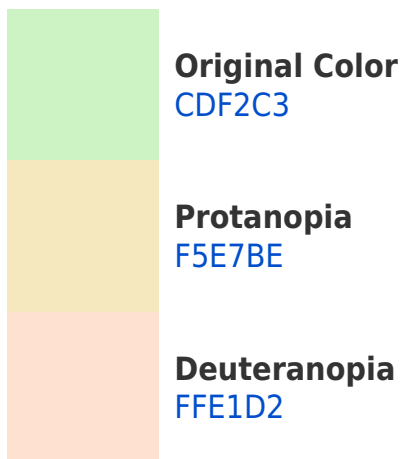 Original Color
CDF2C3
Protanopia
F5E7BE
Deuteranopia
FFE1D2